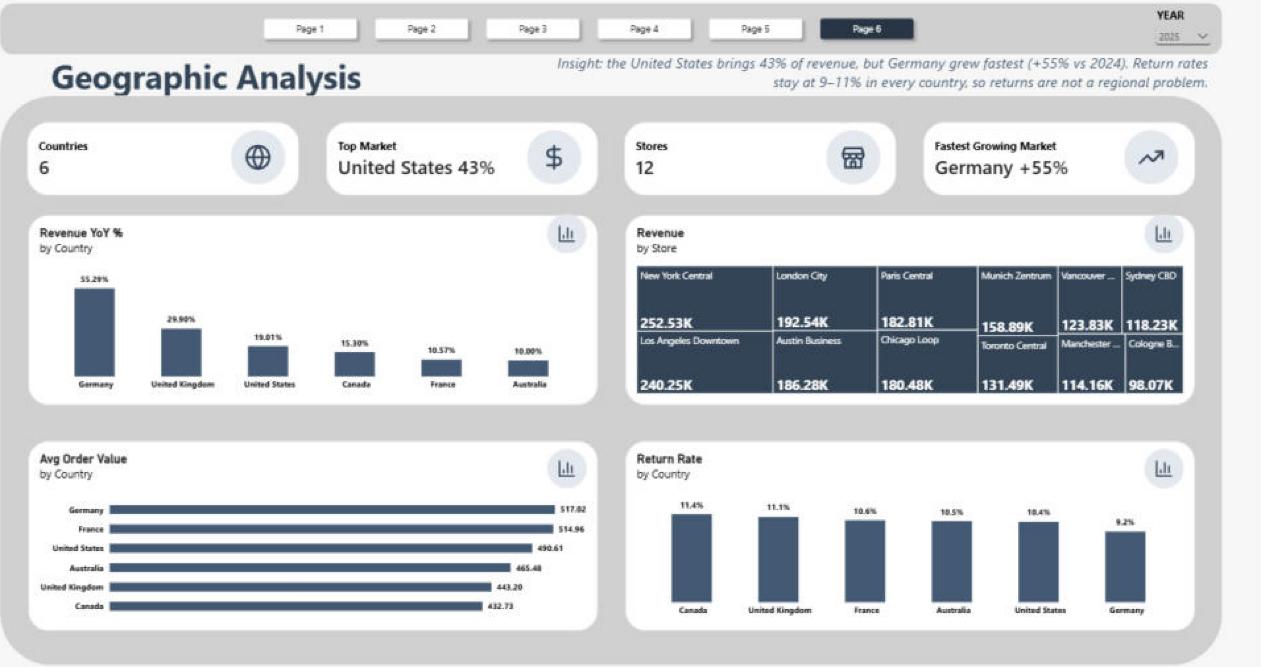 Page 1 Page 2 Page 3 Page 4 Page 5 Page 6
YEAR
2025
Geographic Analysis
Insight: the United States brings 43% of revenue, but Germany grew fastest (+55% vs 2024). Return rates
stay at 9–11% in every country, so returns are not a regional problem.
Countries
6
Top Market
United States 43%
Stores
12
Fastest Growing Market
Germany +55%
Revenue YoY %
by Country
55.29%
29.90%
19.01%
15.30%
10.57%
10.00%
Germany United Kingdom United States Canada France Australia
Revenue
by Store
New York Central
252.53K
London City
192.54K
Paris Central
182.81K
Munich Zentrum
158.89K
Vancouver ...
123.83K
Sydney CBD
118.23K
Los Angeles Downtown
240.25K
Austin Business
186.28K
Chicago Loop
180.48K
Toronto Central
131.49K
Manchester ...
114.16K
Cologne B...
98.07K
Avg Order Value
by Country
Germany 517.02
France 514.96
United States 490.61
Australia 465.48
United Kingdom 443.20
Canada 432.73
Return Rate
by Country
11.4%
11.1%
10.6%
10.5%
10.4%
9.2%
Canada United Kingdom France Australia United States Germany